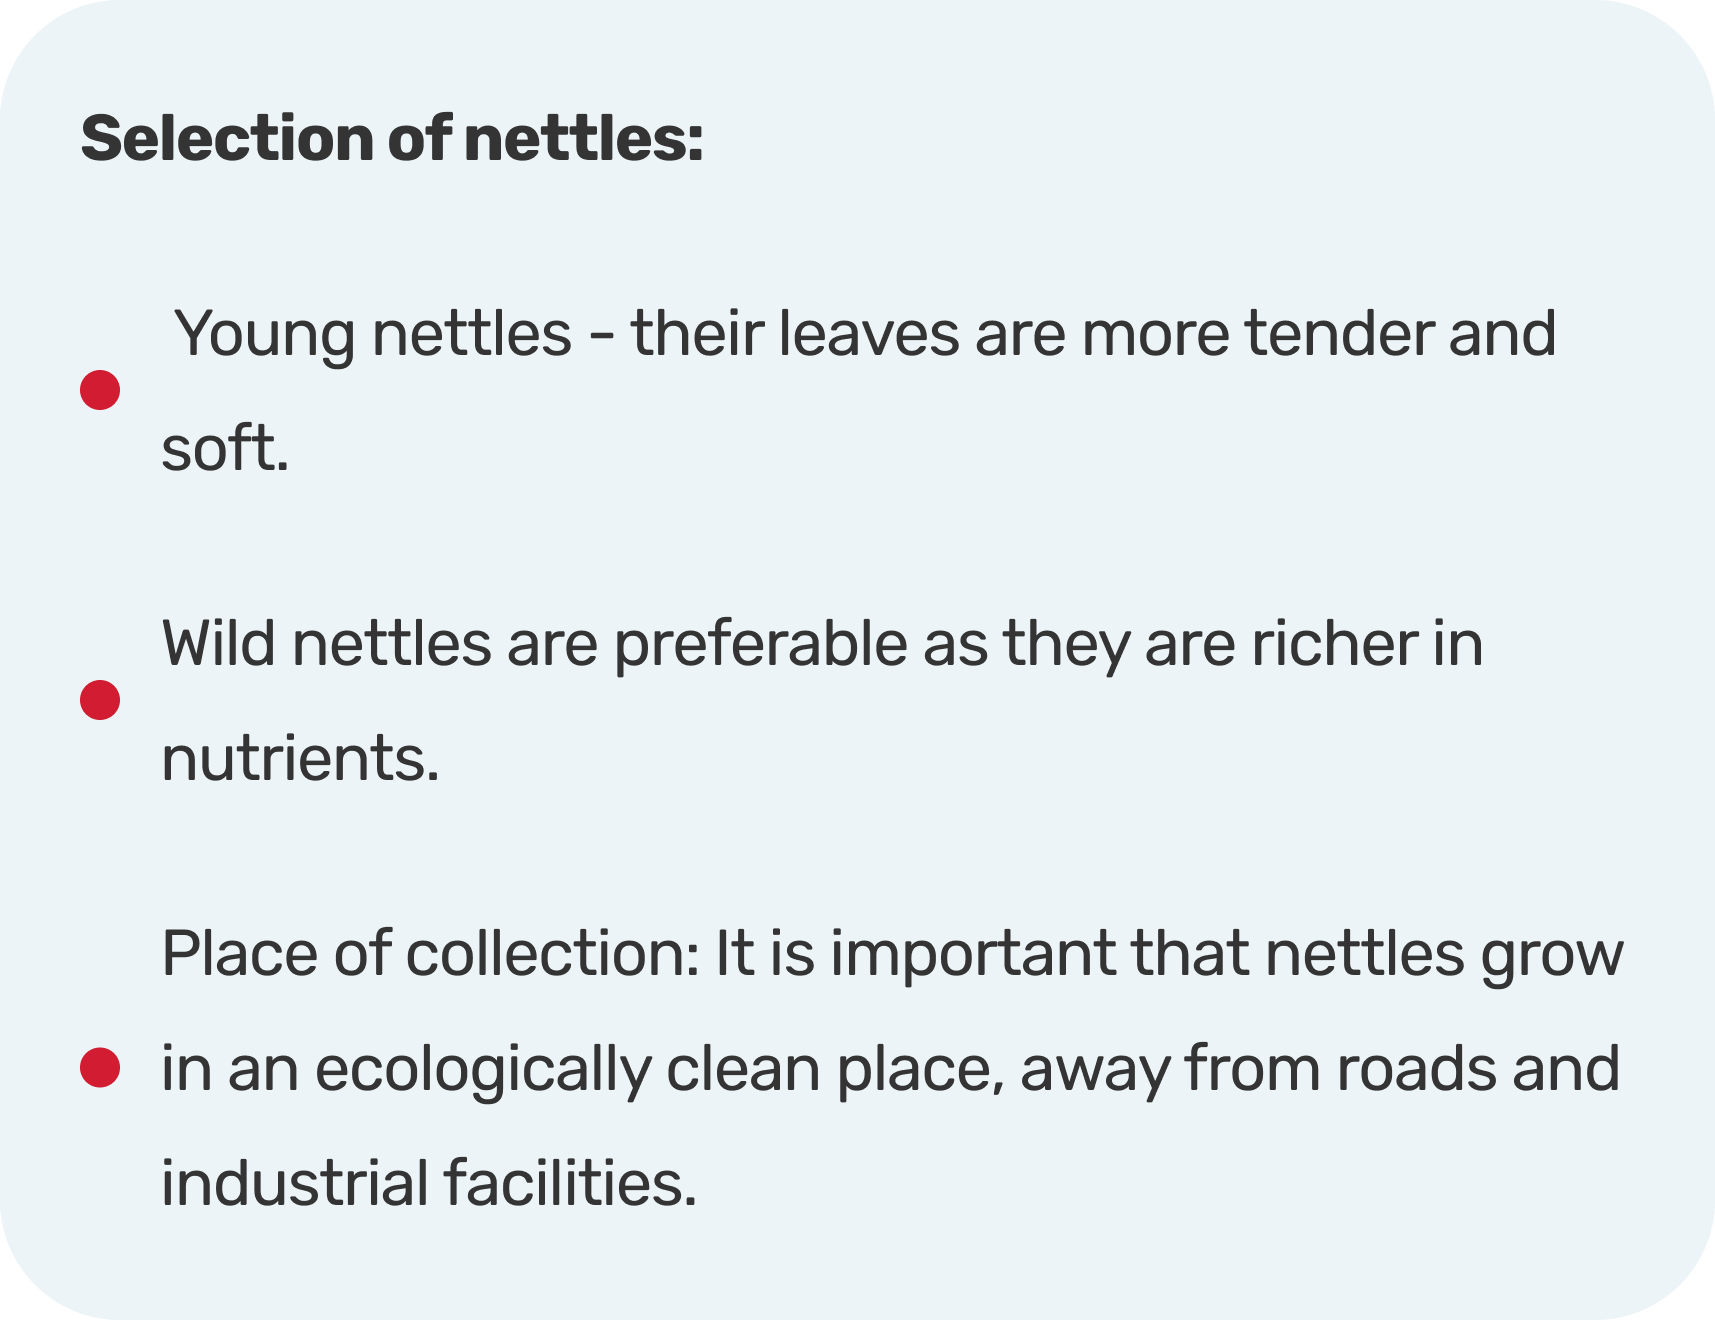 Selection of nettles:
Young nettles - their leaves are more tender and
soft.
Wild nettles are preferable as they are richer in
nutrients.
Place of collection: It is important that nettles grow
in an ecologically clean place, away from roads and
industrial facilities.